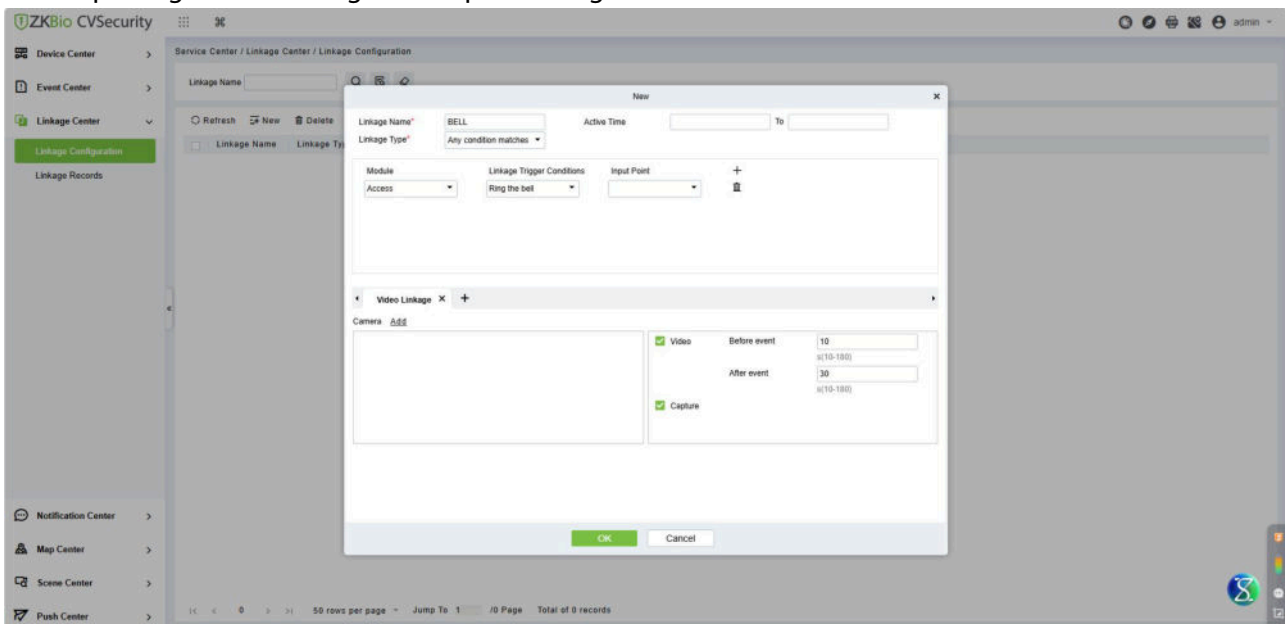 ZKBio CVSecurity
admin
Device Center
Event Center
Linkage Center
Linkage Configuration
Linkage Records
Notification Center
Map Center
Scene Center
Push Center
Service Center / Linkage Center / Linkage Configuration
Linkage Name
Refresh New Delete
Linkage Name Linkage Ty
New
Linkage Name* BELL Active Time To
Linkage Type* Any condition matches
Module Linkage Trigger Conditions Input Point
Access Ring the bell
Video Linkage
Camera Add
Video Before event 10
s(10-180)
After event 30
s(10-180)
Capture
OK Cancel
0 50 rows per page Jump To 1 /0 Page Total of 0 records